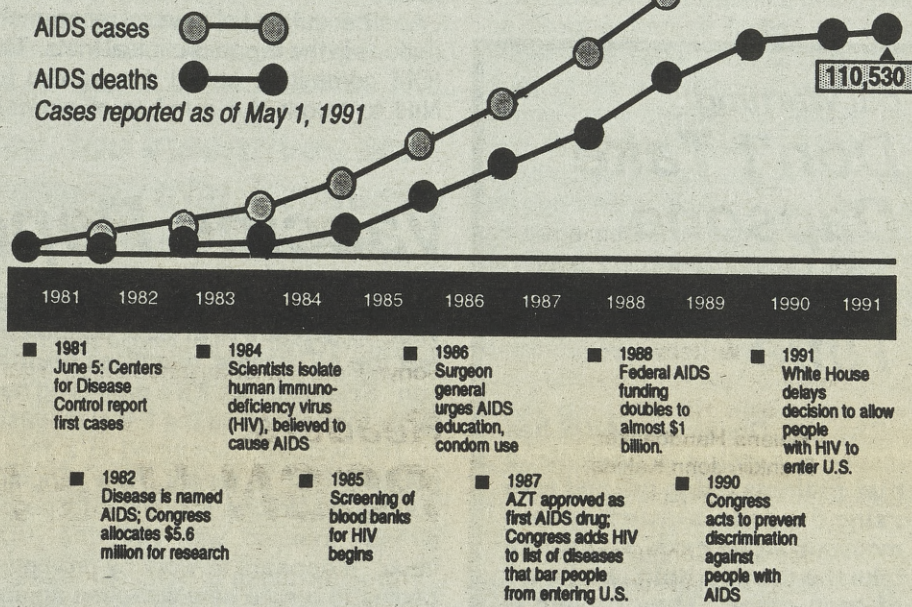 AIDS cases
AIDS deaths
Cases reported as of May 1, 1991
110,530
1981 1982 1983 1984 1985 1986 1987 1988 1989 1990 1991
1981
June 5: Centers
for Disease
Control report
first cases
1984
Scientists isolate
human immuno-
deficiency virus
(HIV), believed to
cause AIDS
1986
Surgeon
general
urges AIDS
education,
condom use
1988
Federal AIDS
funding
doubles to
almost $1
billion.
1991
White House
delays
decision to allow
people
with HIV to
enter U.S.
1982
Disease is named
AIDS; Congress
allocates $5.6
million for research
1985
Screening of
blood banks
for HIV
begins
1987
AZT approved as
first AIDS drug;
Congress adds HIV
to list of diseases
that bar people
from entering U.S.
1990
Congress
acts to prevent
discrimination
against
people with
AIDS